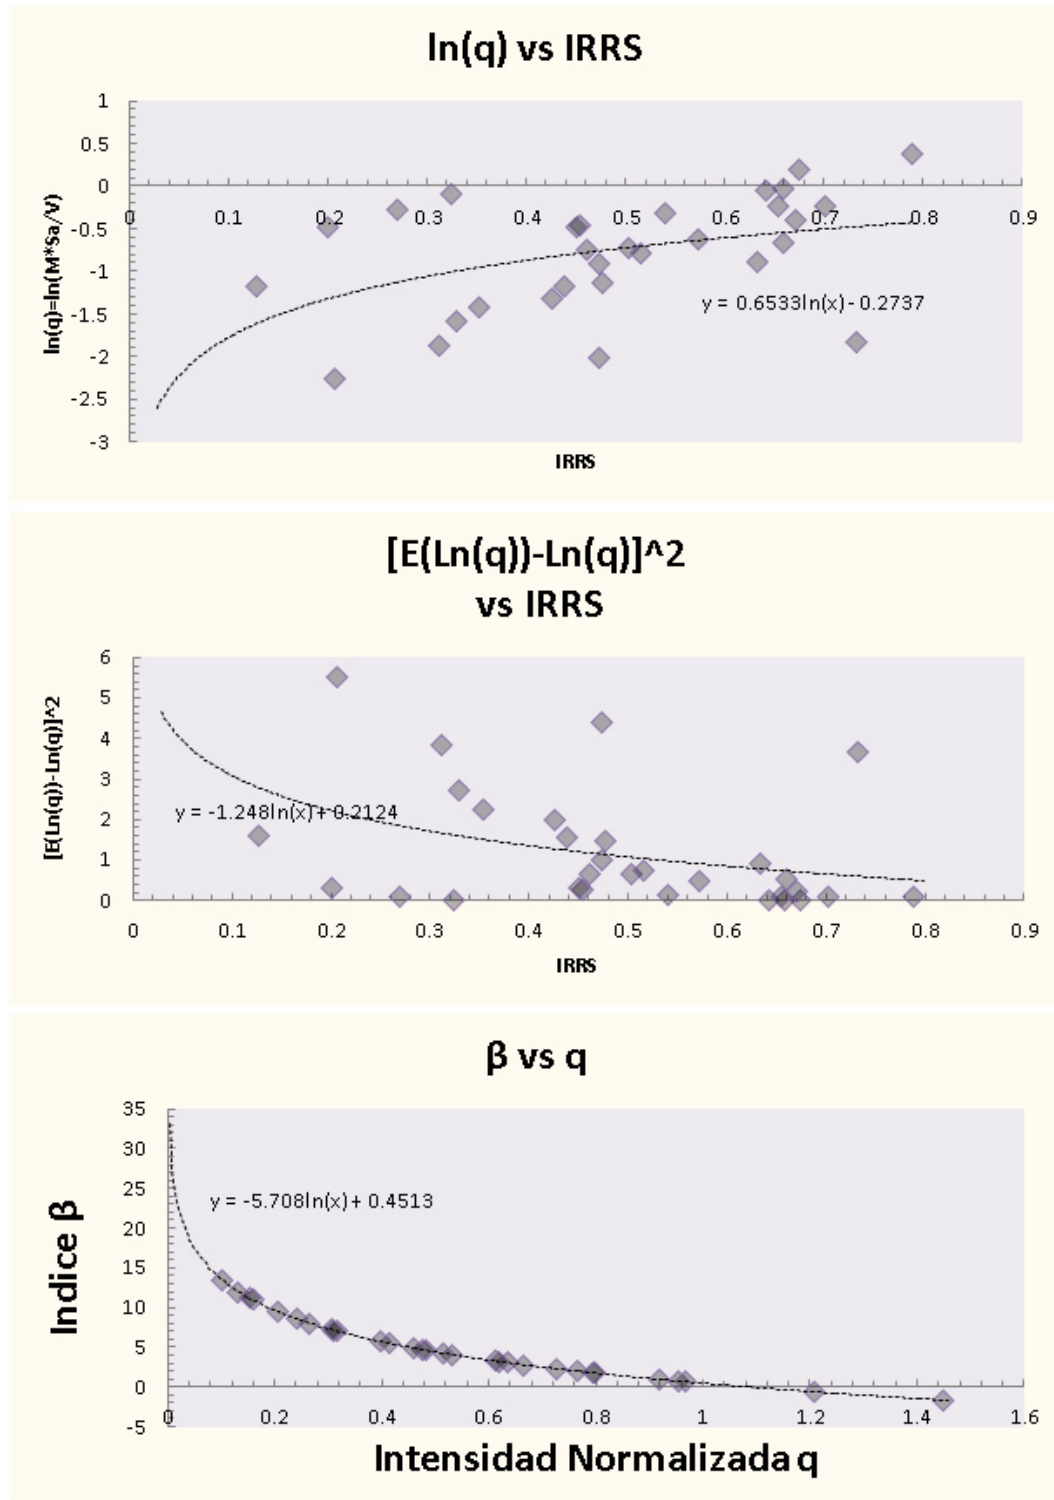 ln(q) vs IRRS
ln(q)=ln(M*Sa/V)
1
0.5
0
-0.5
-1
-1.5
-2
-2.5
-3
0 0.1 0.2 0.3 0.4 0.5 0.6 0.7 0.8 0.9
y = 0.6533ln(x) - 0.2737
IRRS
[E(Ln(q))-Ln(q)]^2
vs IRRS
[E(Ln(q))-Ln(q)]^2
6
5
4
3
2
1
0
y = -1.248ln(x)+ 0.2124
0 0.1 0.2 0.3 0.4 0.5 0.6 0.7 0.8 0.9
IRRS
β vs q
Indice β
35
30
25
20
15
10
5
0
-5
y = -5.708ln(x)+ 0.4513
0 0.2 0.4 0.6 0.8 1 1.2 1.4 1.6
Intensidad Normalizada q